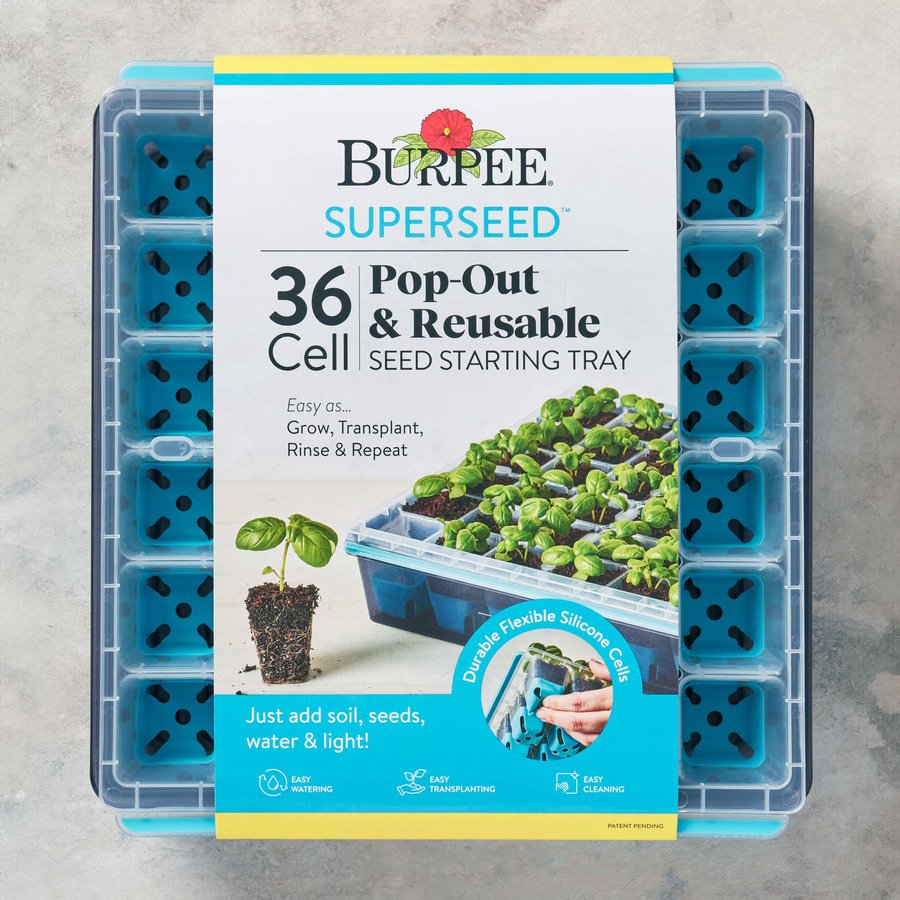 BURPEE®
SUPERSEED™
36
Cell
Pop-Out
& Reusable
SEED STARTING TRAY
Easy as...
Grow, Transplant,
Rinse & Repeat
Durable Flexible Silicone Cells
Just add soil, seeds,
water & light!
EASY
WATERING
EASY
TRANSPLANTING
EASY
CLEANING
PATENT PENDING